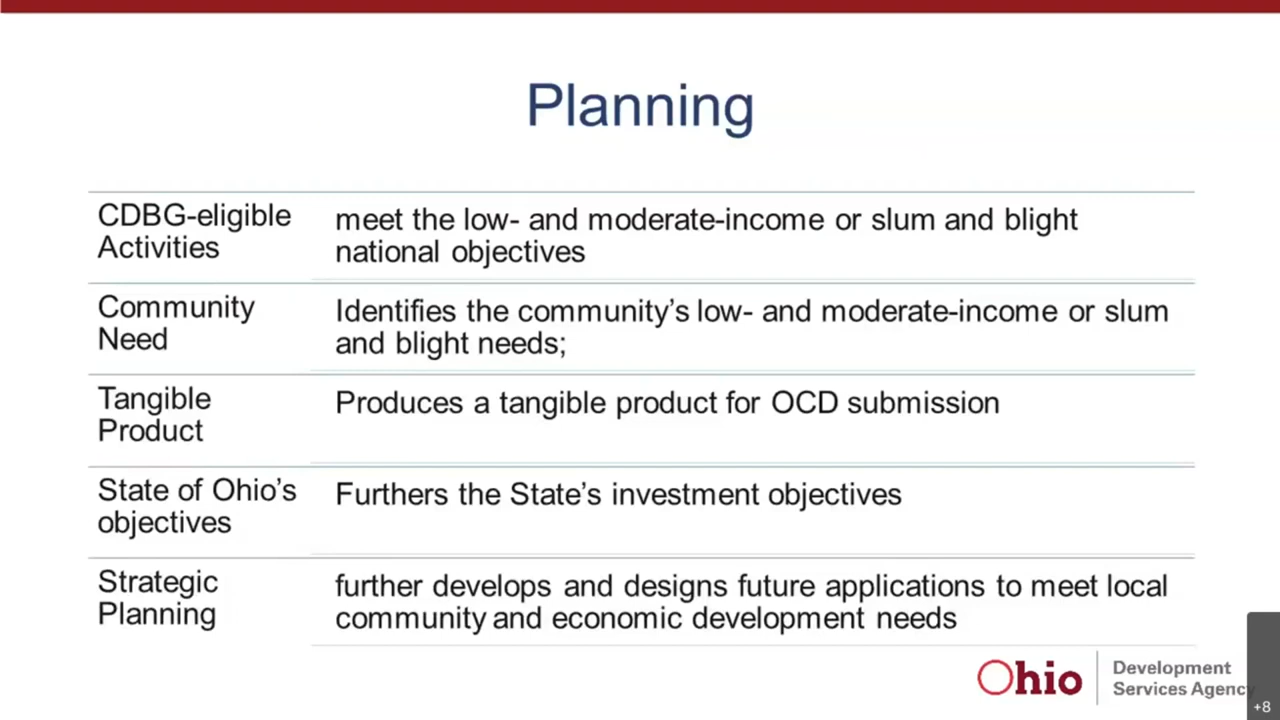 Planning
CDBG-eligible
Activities
meet the low- and moderate-income or slum and blight
national objectives
Community
Need
Identifies the community’s low- and moderate-income or slum
and blight needs;
Tangible
Product
Produces a tangible product for OCD submission
State of Ohio’s
objectives
Furthers the State’s investment objectives
Strategic
Planning
further develops and designs future applications to meet local
community and economic development needs
Ohio
Development
Services Agency
+8